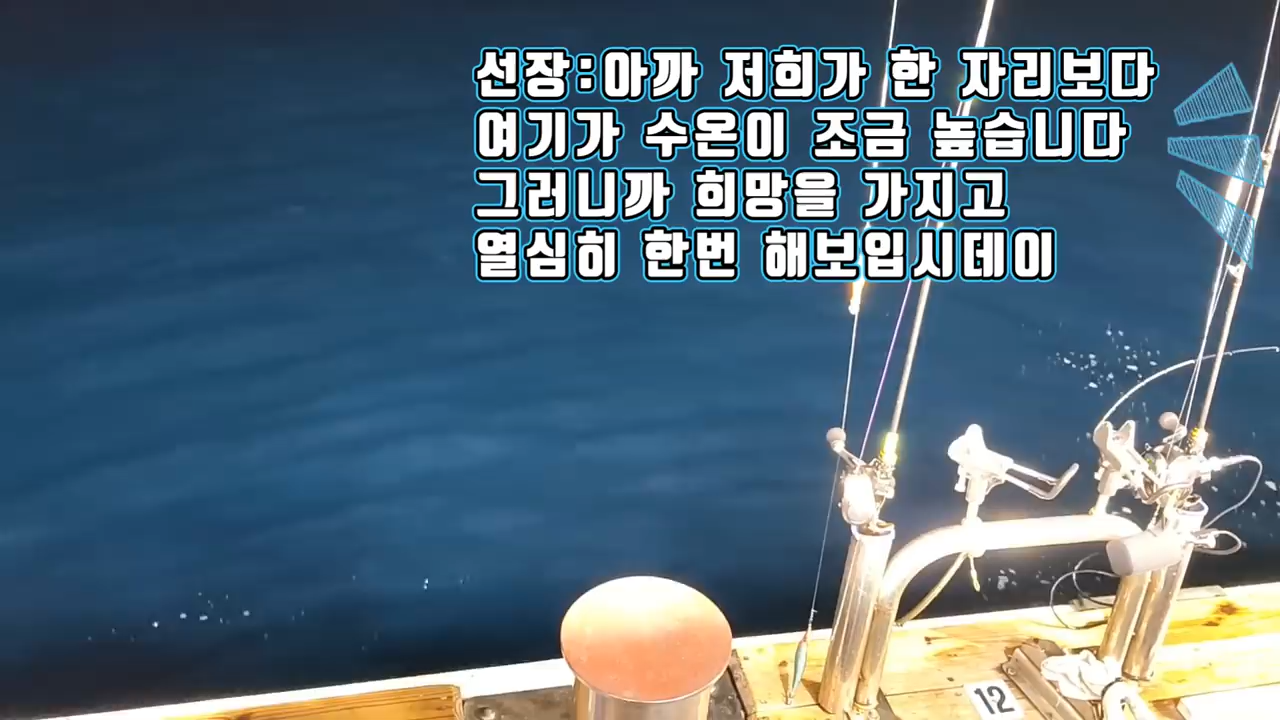 선장:아까 저희가 한 자리보다
여기가 수온이 조금 높습니다
그러니까 희망을 가지고
열심히 한번 해보입시데이
12